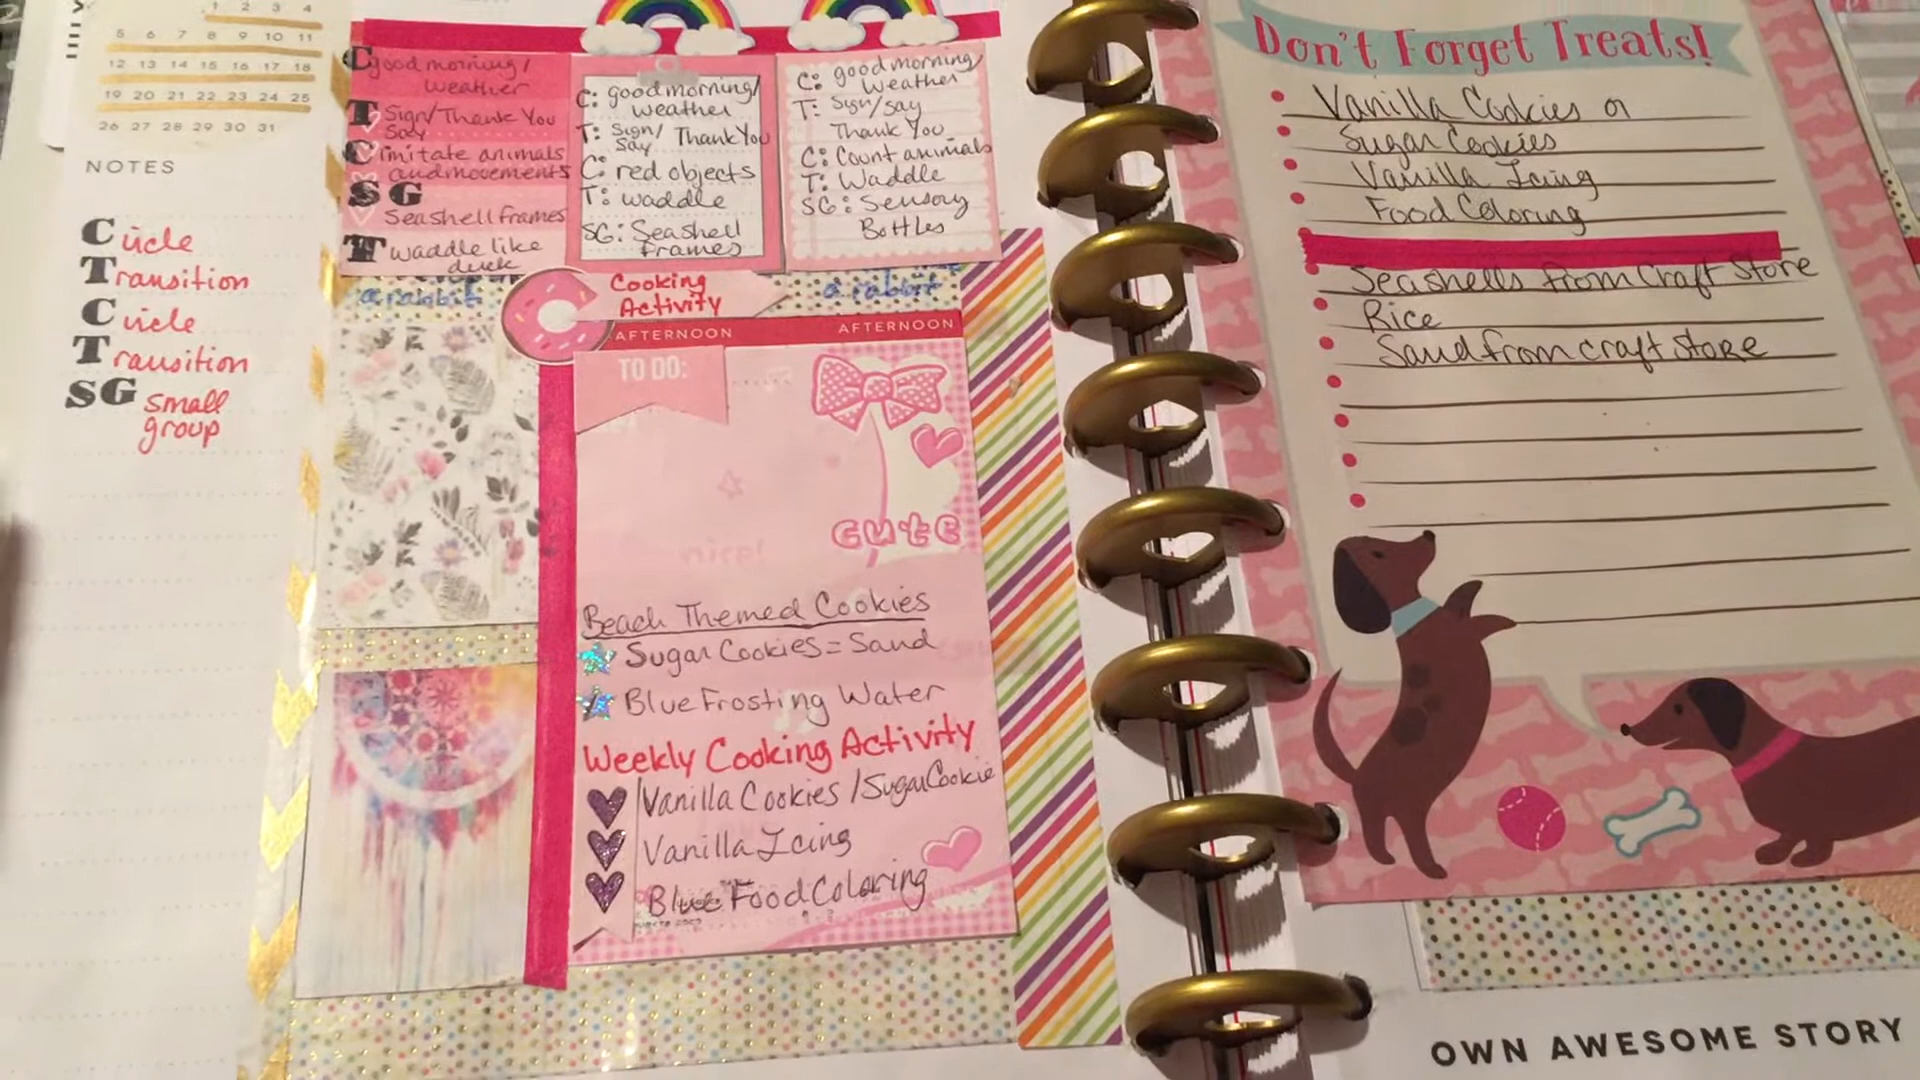 1 2 3 4
5 6 7 8 9 10 11
12 13 14 15 16 17 18
19 20 21 22 23 24 25
26 27 28 29 30 31
NOTES
Circle
Transition
Circle
Transition
SG small
group
C good morning/
weather
T Sign/Thank You
Say
C imitate animals
and movements
SG
Seashell frames
T waddle like
duck
a rabbit
C: good morning/
weather
T: Sign/ Thank You
Say
C: red objects
T: waddle
SG: Seashell
frames
C: good morning/
Weather
T: Sign/say
Thank You
C: Count animals
T: Waddle
SG: Sensory
Bottles
a rabbit
Cooking
Activity
AFTERNOON AFTERNOON
TO DO:
cute
nice!
Beach Themed Cookies
Sugar Cookies = Sand
Blue Frosting Water
Weekly Cooking Activity
Vanilla Cookies /Sugar Cookie
Vanilla Icing
Blue Food Coloring
Don't Forget Treats!
Vanilla Cookies or
Sugar Cookies
Vanilla Icing
Food Coloring
Seashells from Craft Store
Rice
Sand from craft Store
OWN AWESOME STORY